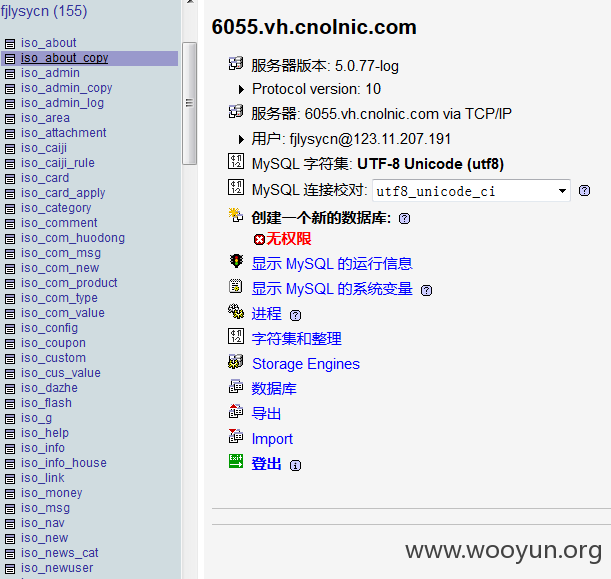 fjlysycn (155)
iso_about
iso_about_copy
iso_admin
iso_admin_copy
iso_admin_log
iso_area
iso_attachment
iso_caiji
iso_caiji_rule
iso_card
iso_card_apply
iso_category
iso_comment
iso_com_huodong
iso_com_msg
iso_com_new
iso_com_product
iso_com_type
iso_com_value
iso_config
iso_coupon
iso_custom
iso_cus_value
iso_dazhe
iso_flash
iso_g
iso_help
iso_info
iso_info_house
iso_link
iso_money
iso_msg
iso_nav
iso_new
iso_news_cat
iso_newuser
6055.vh.cnolnic.com
服务器版本: 5.0.77-log
Protocol version: 10
服务器: 6055.vh.cnolnic.com via TCP/IP
用户: fjlysycn@123.11.207.191
MySQL 字符集: UTF-8 Unicode (utf8)
MySQL 连接校对: utf8_unicode_ci
创建一个新的数据库:
无权限
显示 MySQL 的运行信息
显示 MySQL 的系统变量
进程
字符集和整理
Storage Engines
数据库
导出
Import
登出
www.wooyun.org